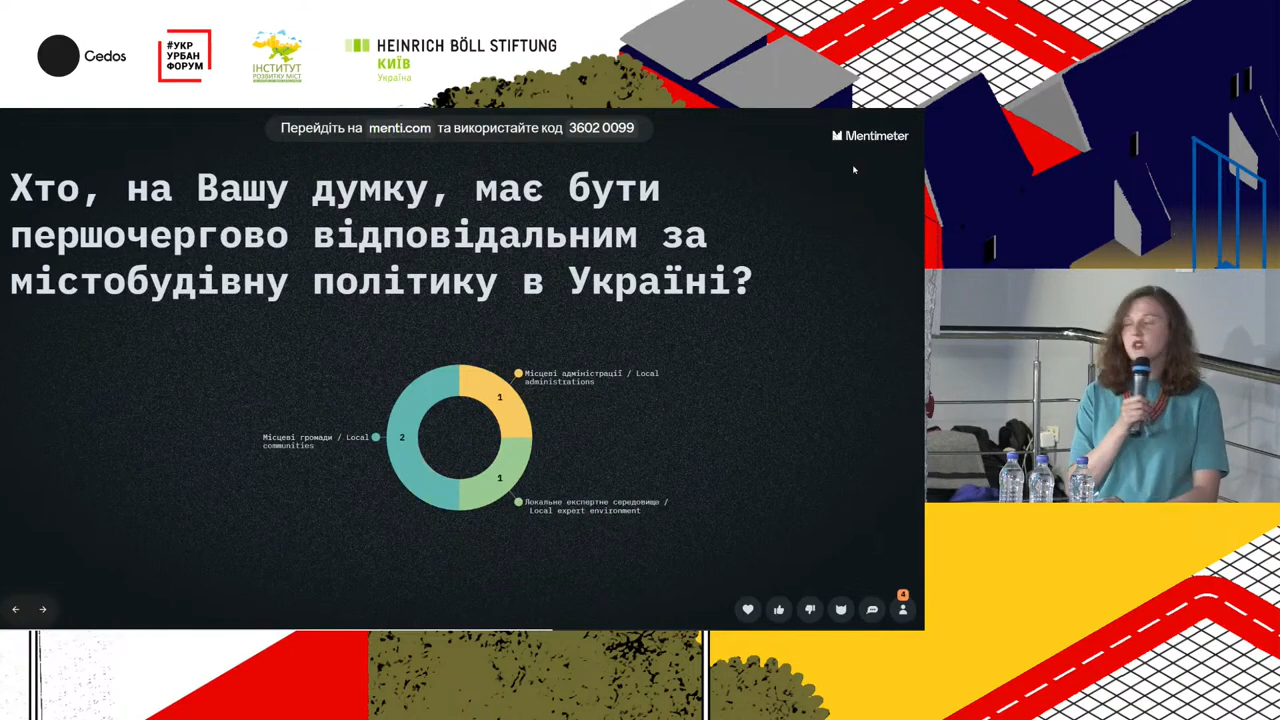 Cedos
#УКР
УРБАН
ФОРУМ
ІНСТИТУТ
РОЗВИТКУ МІСТ
HEINRICH BÖLL STIFTUNG
КИЇВ
Україна
Перейдіть на menti.com та використайте код 3602 0099
Mentimeter
Хто, на Вашу думку, має бути
першочергово відповідальним за
містобудівну політику в Україні?
Місцеві адміністрації / Local
administrations
1
Місцеві громади / Local
communities
2
1
Локальне експертне середовище /
Local expert environment
4